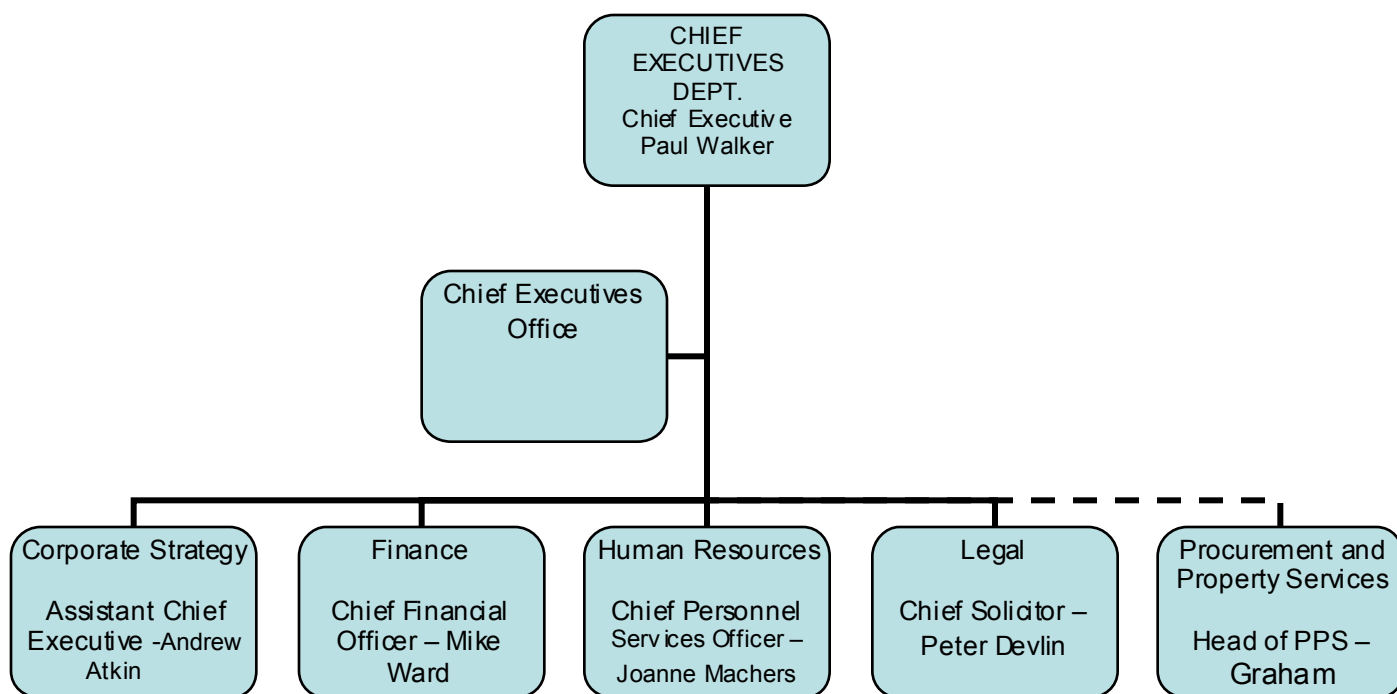 CHIEF
EXECUTIVES
DEPT.
Chief Executive
Paul Walker
Chief Executives
Office
Corporate Strategy
Assistant Chief
Executive -Andrew
Atkin
Finance
Chief Financial
Officer – Mike
Ward
Human Resources
Chief Personnel
Services Officer –
Joanne Machers
Legal
Chief Solicitor –
Peter Devlin
Procurement and
Property Services
Head of PPS –
Graham